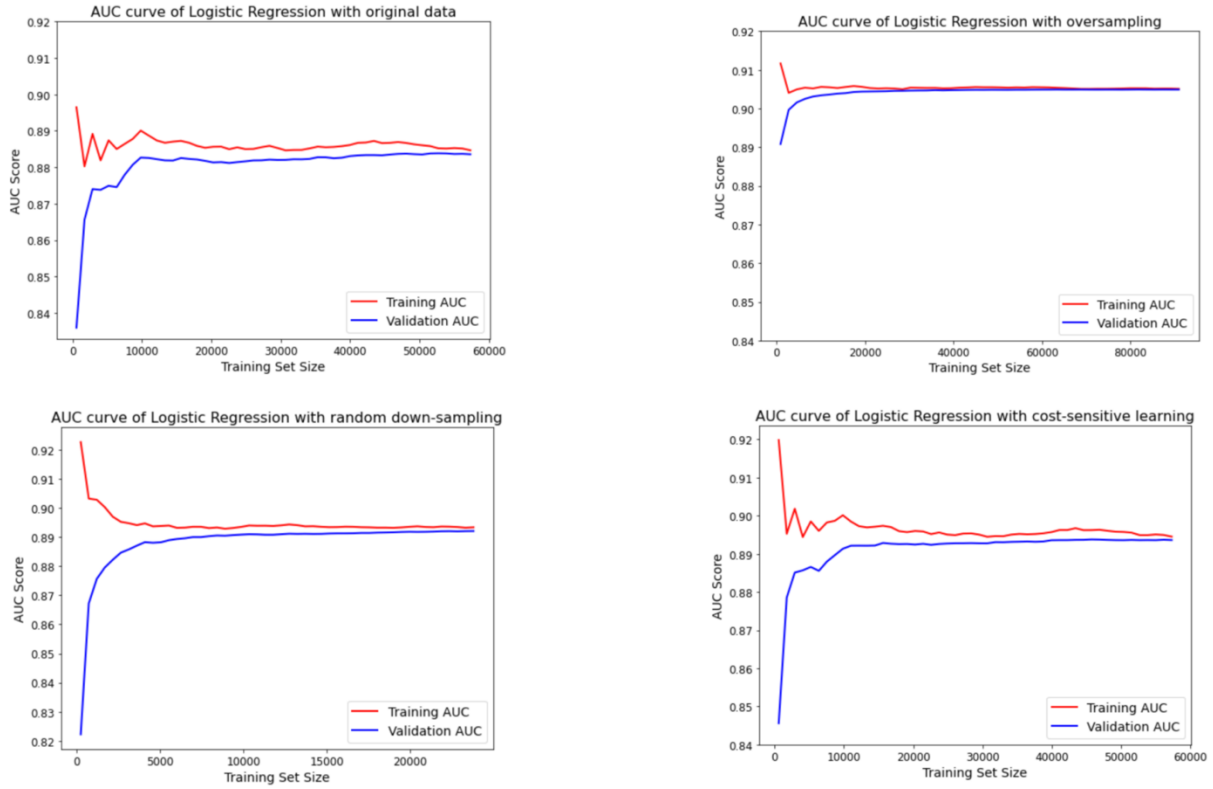 AUC curve of Logistic Regression with original data
0.92
0.91
0.90
0.89
0.88
0.87
0.86
0.85
0.84
AUC Score
Training AUC
Validation AUC
0 10000 20000 30000 40000 50000 60000
Training Set Size
AUC curve of Logistic Regression with oversampling
0.92
0.91
0.90
0.89
0.88
0.87
0.86
0.85
0.84
AUC Score
Training AUC
Validation AUC
0 20000 40000 60000 80000
Training Set Size
AUC curve of Logistic Regression with random down-sampling
0.92
0.91
0.90
0.89
0.88
0.87
0.86
0.85
0.84
0.83
0.82
AUC Score
Training AUC
Validation AUC
0 5000 10000 15000 20000
Training Set Size
AUC curve of Logistic Regression with cost-sensitive learning
0.92
0.91
0.90
0.89
0.88
0.87
0.86
0.85
0.84
AUC Score
Training AUC
Validation AUC
0 10000 20000 30000 40000 50000 60000
Training Set Size